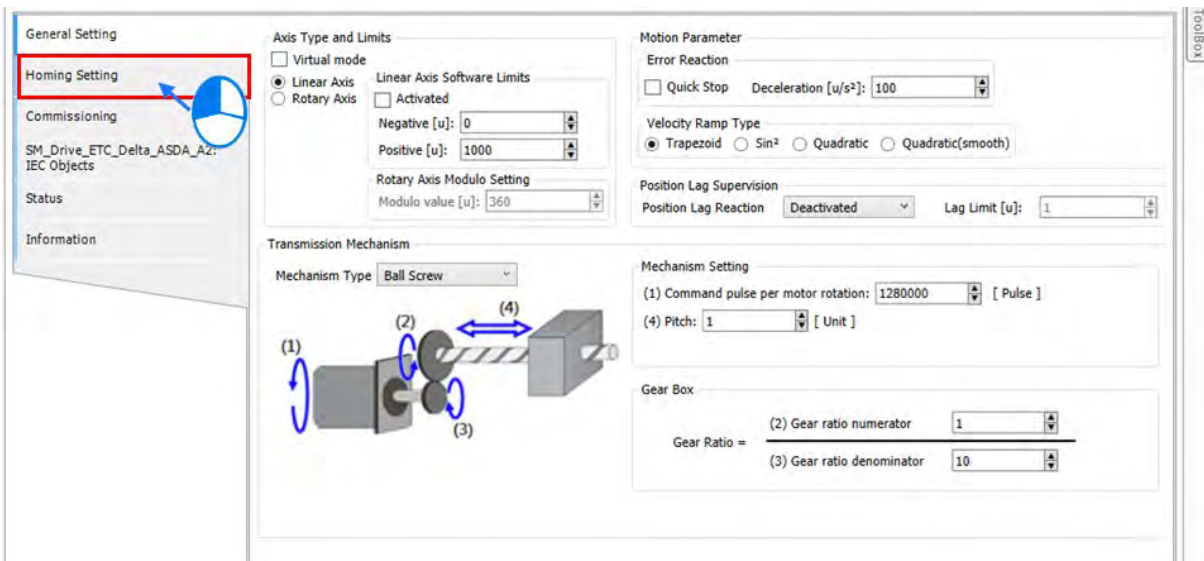 General Setting
Homing Setting
Commissioning
SM_Drive_ETC_Delta_ASDA_A2:
IEC Objects
Status
Information
Axis Type and Limits
Virtual mode
Linear Axis
Rotary Axis
Linear Axis Software Limits
Activated
Negative [u]: 0
Positive [u]: 1000
Rotary Axis Modulo Setting
Modulo value [u]: 360
Motion Parameter
Error Reaction
Quick Stop Deceleration [u/s²]: 100
Velocity Ramp Type
Trapezoid Sin² Quadratic Quadratic(smooth)
Position Lag Supervision
Position Lag Reaction Deactivated Lag Limit [u]: 1
Transmission Mechanism
Mechanism Type Ball Screw
(1)
(2)
(4)
(3)
Mechanism Setting
(1) Command pulse per motor rotation: 1280000 [ Pulse ]
(4) Pitch: 1 [ Unit ]
Gear Box
Gear Ratio =
(2) Gear ratio numerator 1
(3) Gear ratio denominator 10
ToolBox